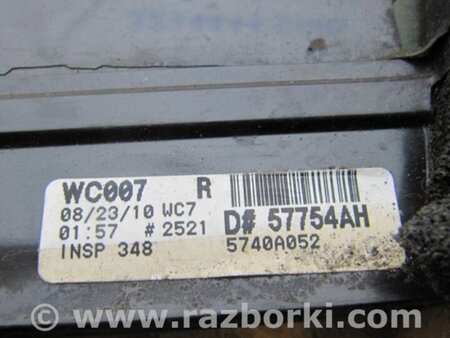 WC007 R
08/23/10 WC7
01:57 # 2521 D# 57754AH
INSP 348 5740A052
www.razborki.com